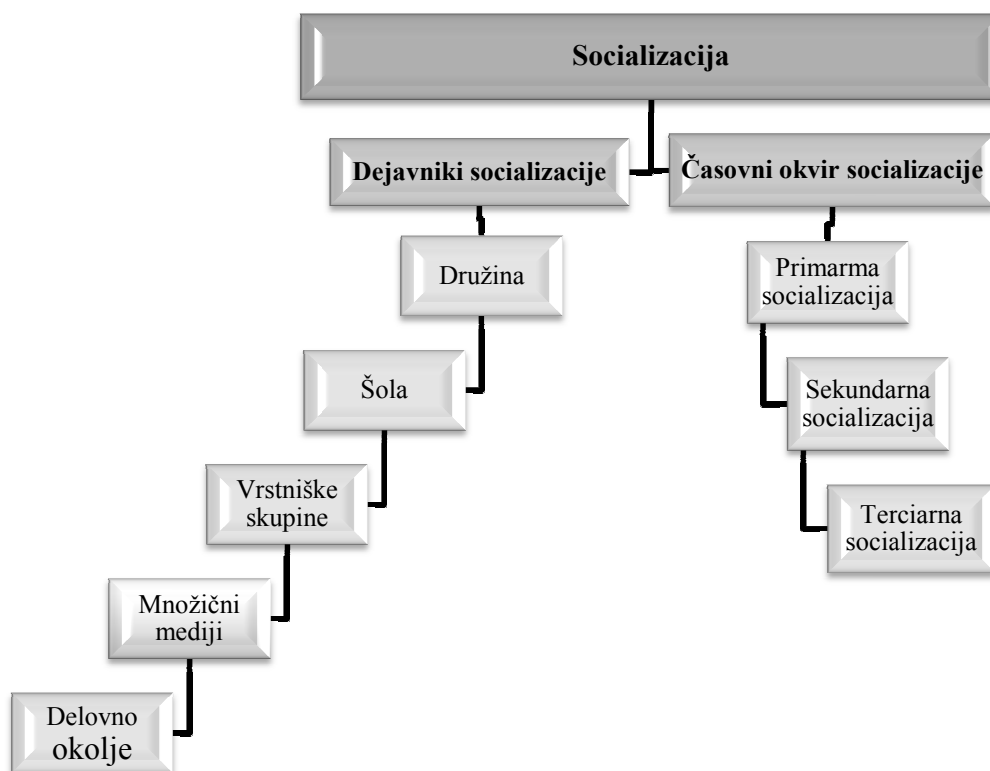 Socializacija
Dejavniki socializacije
Časovni okvir socializacije
Družina
Primarma
socializacija
Šola
Sekundarna
socializacija
Vrstniške
skupine
Terciarna
socializacija
Množični
mediji
Delovno
okolje